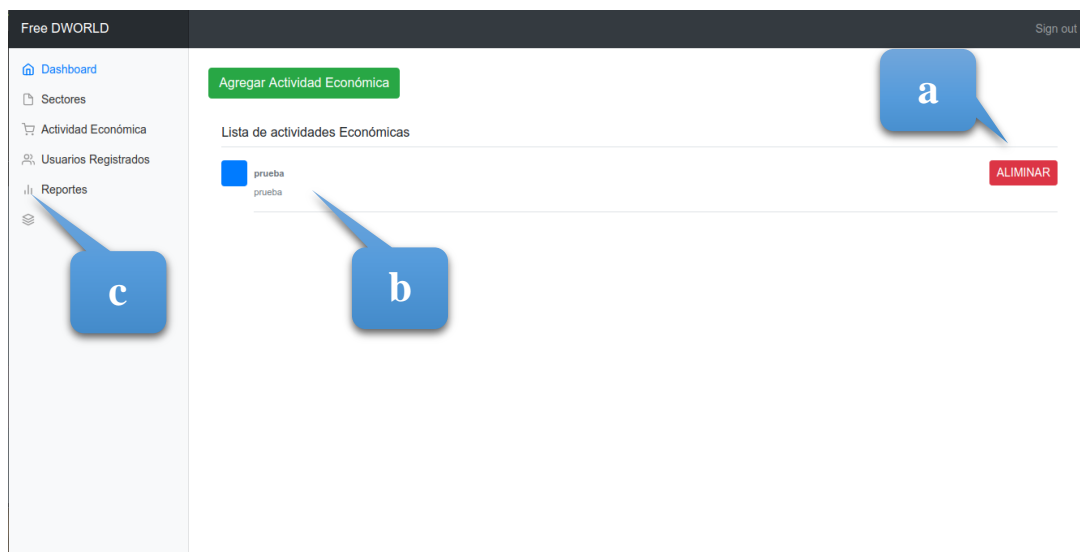 Free DWORLD
Sign out
Dashboard
Sectores
Actividad Económica
Usuarios Registrados
Reportes
Agregar Actividad Económica
Lista de actividades Económicas
prueba
prueba
ALIMINAR
a
b
c